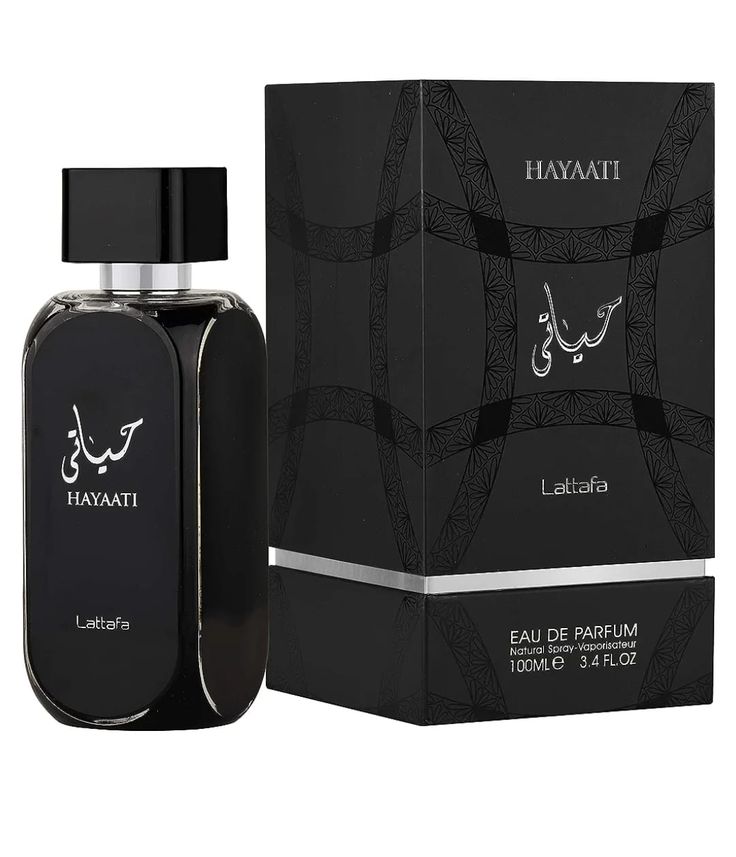 حياتي
HAYAATI
Lattafa
HAYAATI
حياتي
Lattafa
EAU DE PARFUM
Natural Spray-Vaporisateur
100ML℮ 3.4 FL.OZ